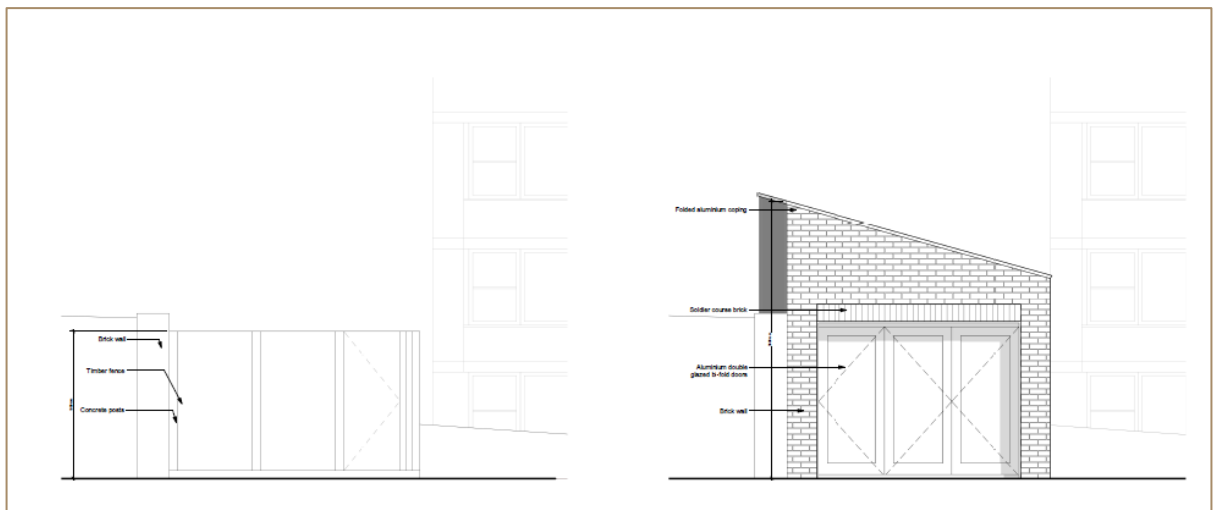 Brick wall
Timber fence
Concrete posts
Folded aluminium coping
Soldier course brick
Aluminium double
glazed bi-fold doors
Brick wall